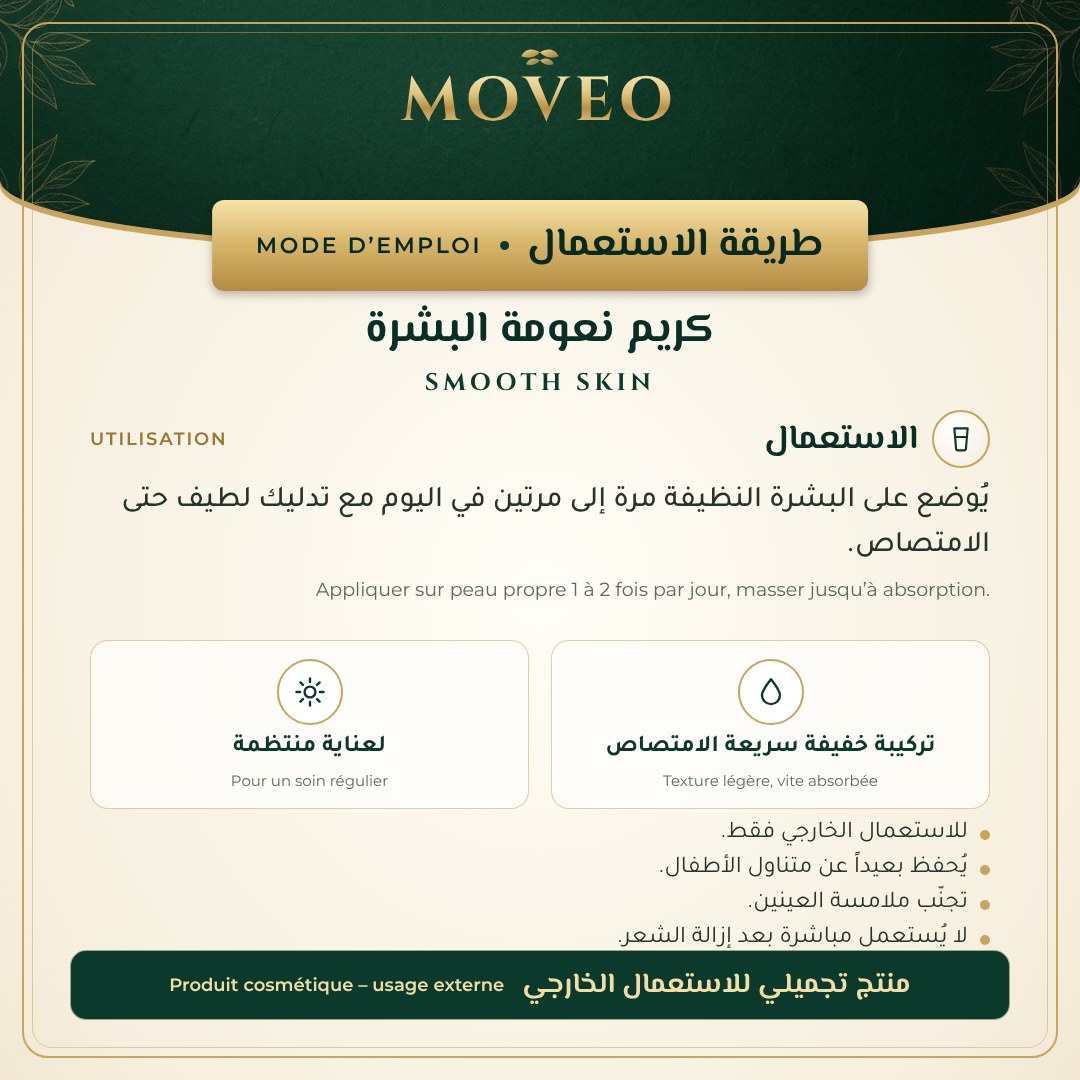 MOVEO
طريقة الاستعمال • MODE D’EMPLOI
كريم نعومة البشرة
SMOOTH SKIN
الاستعمال
UTILISATION
يُوضع على البشرة النظيفة مرة إلى مرتين في اليوم مع تدليك لطيف حتى
الامتصاص.
Appliquer sur peau propre 1 à 2 fois par jour, masser jusqu’à absorption.
تركيبة خفيفة سريعة الامتصاص
Texture légère, vite absorbée
لعناية منتظمة
Pour un soin régulier
للاستعمال الخارجي فقط.
يُحفظ بعيداً عن متناول الأطفال.
تجنّب ملامسة العينين.
لا يُستعمل مباشرة بعد إزالة الشعر.
منتج تجميلي للاستعمال الخارجي Produit cosmétique – usage externe